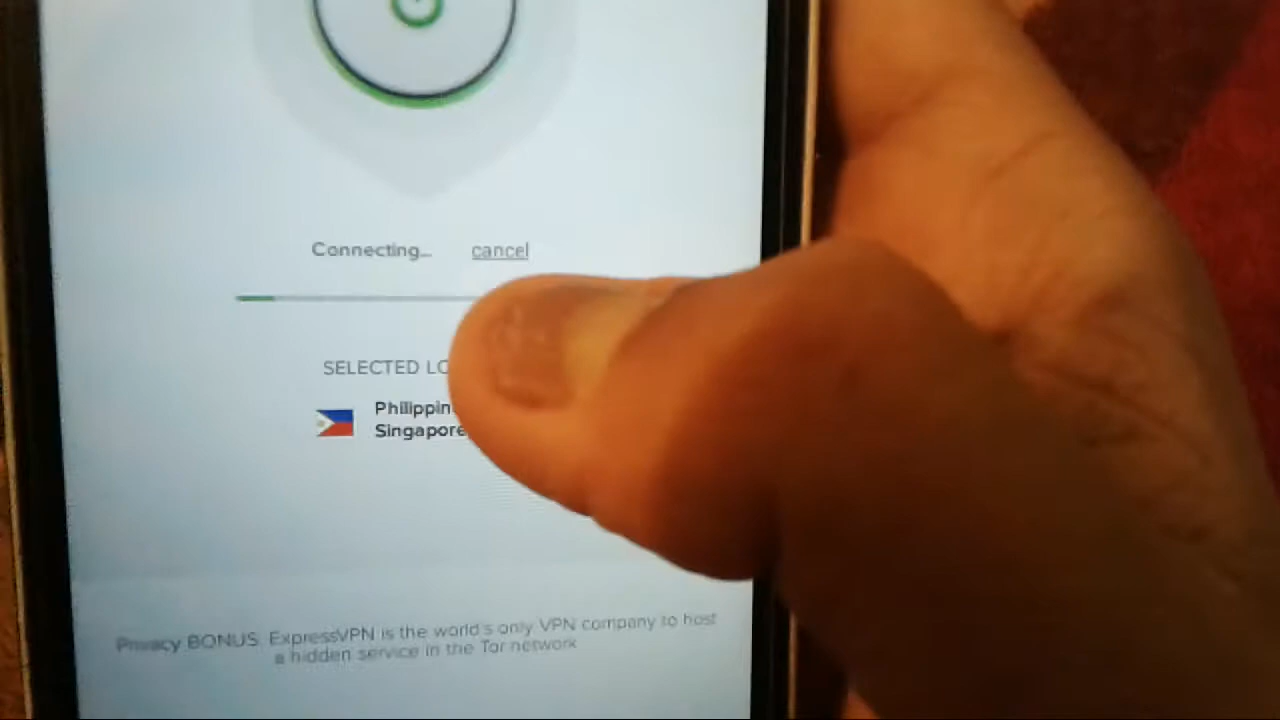 Connecting... cancel
SELECTED LO
Philippin
Singapore
Privacy BONUS: ExpressVPN is the world's only VPN company to host
a hidden service in the Tor network